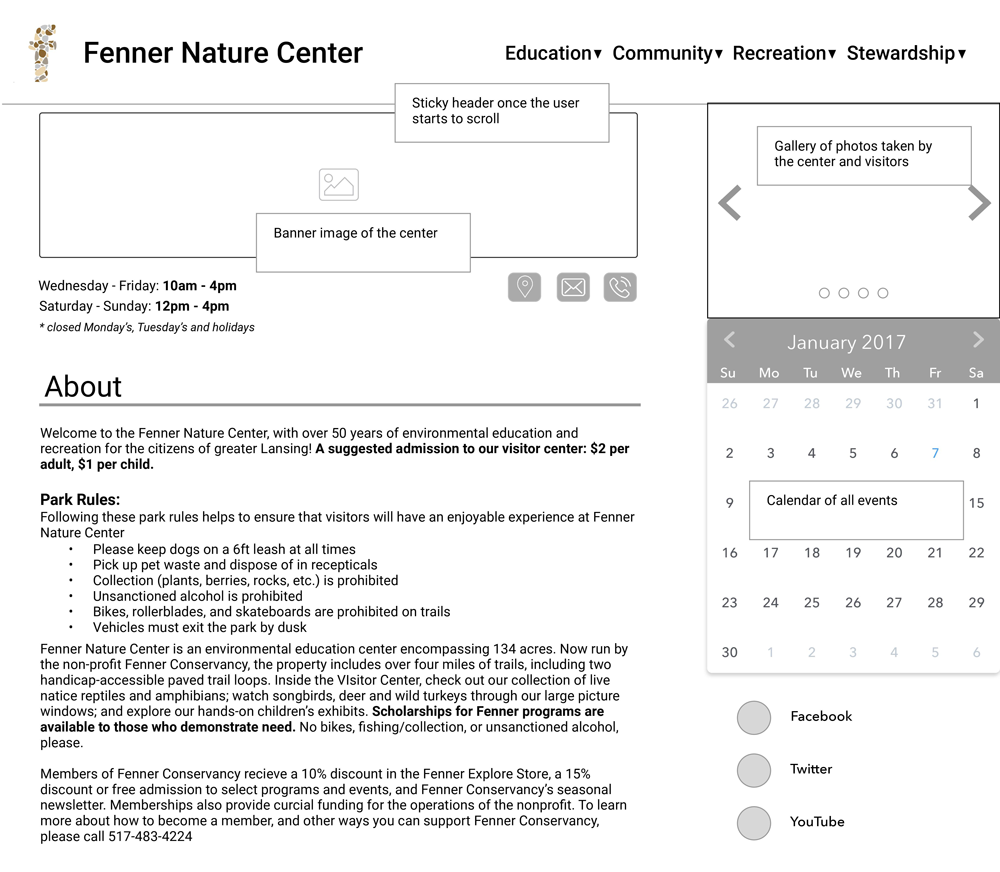 Fenner Nature Center
Education▾ Community▾ Recreation▾ Stewardship▾
Sticky header once the user
starts to scroll
Banner image of the center
Wednesday - Friday: 10am - 4pm
Saturday - Sunday: 12pm - 4pm
* closed Monday's, Tuesday's and holidays
About
Welcome to the Fenner Nature Center, with over 50 years of environmental education and
recreation for the citizens of greater Lansing! A suggested admission to our visitor center: $2 per
adult, $1 per child.
Park Rules:
Following these park rules helps to ensure that visitors will have an enjoyable experience at Fenner
Nature Center
• Please keep dogs on a 6ft leash at all times
• Pick up pet waste and dispose of in recepticals
• Collection (plants, berries, rocks, etc.) is prohibited
• Unsanctioned alcohol is prohibited
• Bikes, rollerblades, and skateboards are prohibited on trails
• Vehicles must exit the park by dusk
Fenner Nature Center is an environmental education center encompassing 134 acres. Now run by
the non-profit Fenner Conservancy, the property includes over four miles of trails, including two
handicap-accessible paved trail loops. Inside the VIsitor Center, check out our collection of live
natice reptiles and amphibians; watch songbirds, deer and wild turkeys through our large picture
windows; and explore our hands-on children's exhibits. Scholarships for Fenner programs are
available to those who demonstrate need. No bikes, fishing/collection, or unsanctioned alcohol,
please.
Members of Fenner Conservancy recieve a 10% discount in the Fenner Explore Store, a 15%
discount or free admission to select programs and events, and Fenner Conservancy's seasonal
newsletter. Memberships also provide curcial funding for the operations of the nonprofit. To learn
more about how to become a member, and other ways you can support Fenner Conservancy,
please call 517-483-4224
Gallery of photos taken by
the center and visitors
January 2017
Su Mo Tu We Th Fr Sa
26 27 28 29 30 31 1
2 3 4 5 6 7 8
9 15
Calendar of all events
16 17 18 19 20 21 22
23 24 25 26 27 28 29
30 1 2 3 4 5 6
Facebook
Twitter
YouTube